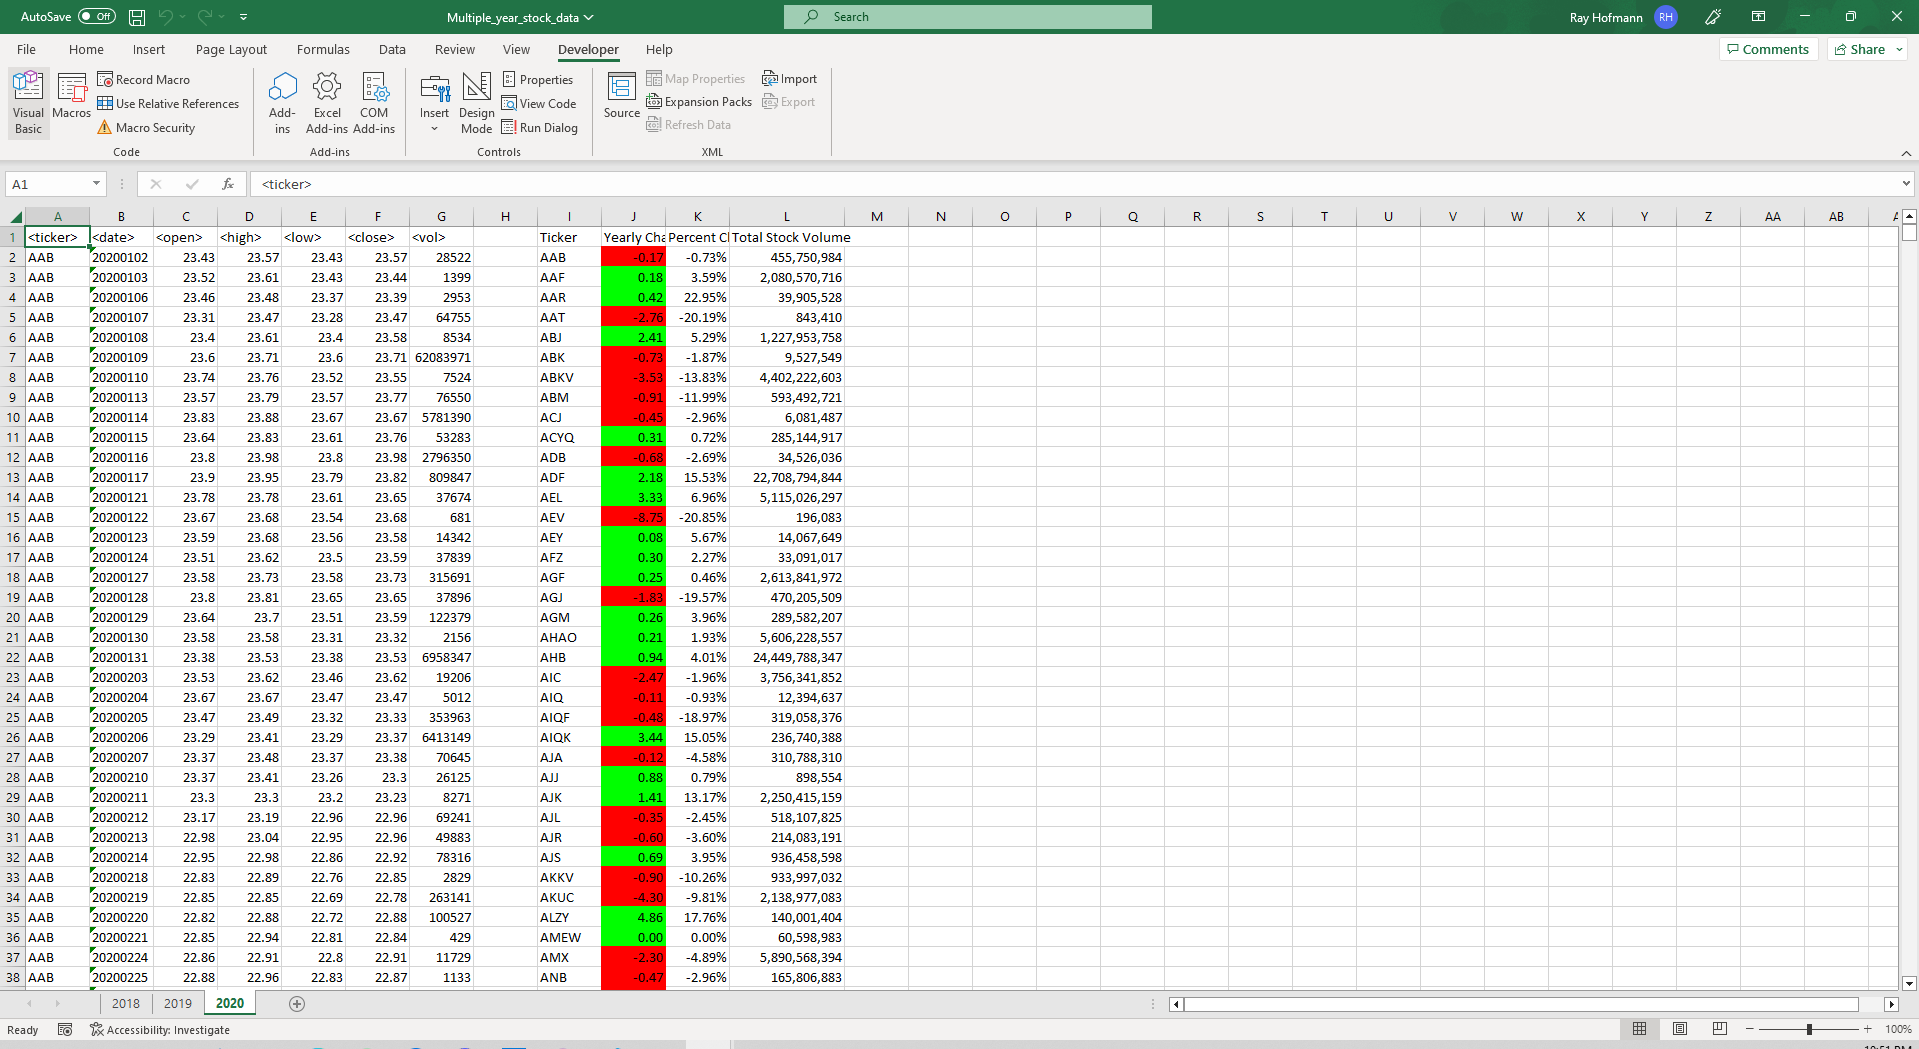 AutoSave Off Multiple_year_stock_data Search Ray Hofmann RH
File Home Insert Page Layout Formulas Data Review View Developer Help Comments Share
Visual Basic Macros Record Macro Use Relative References Macro Security
Add-ins Excel Add-ins COM Add-ins
Insert Design Mode Properties View Code Run Dialog
Source Map Properties Expansion Packs Refresh Data Import Export
Code Add-ins Controls XML
A1 fx <ticker>
A B C D E F G H I J K L M N O P Q R S T U V W X Y Z AA AB
1 <ticker> <date> <open> <high> <low> <close> <vol> Ticker Yearly Cha Percent Cl Total Stock Volume
2 AAB 20200102 23.43 23.57 23.43 23.57 28522 AAB -0.17 -0.73% 455,750,984
3 AAB 20200103 23.52 23.61 23.43 23.44 1399 AAF 0.18 3.59% 2,080,570,716
4 AAB 20200106 23.46 23.48 23.37 23.39 2953 AAR 0.42 22.95% 39,905,528
5 AAB 20200107 23.31 23.47 23.28 23.47 64755 AAT -2.76 -20.19% 843,410
6 AAB 20200108 23.4 23.61 23.4 23.58 8534 ABJ 2.41 5.29% 1,227,953,758
7 AAB 20200109 23.6 23.71 23.6 23.71 62083971 ABK -0.73 -1.87% 9,527,549
8 AAB 20200110 23.74 23.76 23.52 23.55 7524 ABKV -3.53 -13.83% 4,402,222,603
9 AAB 20200113 23.57 23.79 23.57 23.77 76550 ABM -0.91 -11.99% 593,492,721
10 AAB 20200114 23.83 23.88 23.67 23.67 5781390 ACJ -0.45 -2.96% 6,081,487
11 AAB 20200115 23.64 23.83 23.61 23.76 53283 ACYQ 0.31 0.72% 285,144,917
12 AAB 20200116 23.8 23.98 23.8 23.98 2796350 ADB -0.68 -2.69% 34,526,036
13 AAB 20200117 23.9 23.95 23.79 23.82 809847 ADF 2.18 15.53% 22,708,794,844
14 AAB 20200121 23.78 23.78 23.61 23.65 37674 AEL 3.33 6.96% 5,115,026,297
15 AAB 20200122 23.67 23.68 23.54 23.68 681 AEV -8.75 -20.85% 196,083
16 AAB 20200123 23.59 23.68 23.56 23.58 14342 AEY 0.08 5.67% 14,067,649
17 AAB 20200124 23.51 23.62 23.5 23.59 37839 AFZ 0.30 2.27% 33,091,017
18 AAB 20200127 23.58 23.73 23.58 23.73 315691 AGF 0.25 0.46% 2,613,841,972
19 AAB 20200128 23.8 23.81 23.65 23.65 37896 AGJ -1.83 -19.57% 470,205,509
20 AAB 20200129 23.64 23.7 23.51 23.59 122379 AGM 0.26 3.96% 289,582,207
21 AAB 20200130 23.58 23.58 23.31 23.32 2156 AHAO 0.21 1.93% 5,606,228,557
22 AAB 20200131 23.38 23.53 23.38 23.53 6958347 AHB 0.94 4.01% 24,449,788,347
23 AAB 20200203 23.53 23.62 23.46 23.62 19206 AIC -2.47 -1.96% 3,756,341,852
24 AAB 20200204 23.67 23.67 23.47 23.47 5012 AIQ -0.11 -0.93% 12,394,637
25 AAB 20200205 23.47 23.49 23.32 23.33 353963 AIQF -0.48 -18.97% 319,058,376
26 AAB 20200206 23.29 23.41 23.29 23.37 6413149 AIQK 3.44 15.05% 236,740,388
27 AAB 20200207 23.37 23.48 23.37 23.38 70645 AJA -0.12 -4.58% 310,788,310
28 AAB 20200210 23.37 23.41 23.26 23.3 26125 AJJ 0.88 0.79% 898,554
29 AAB 20200211 23.3 23.3 23.2 23.23 8271 AJK 1.41 13.17% 2,250,415,159
30 AAB 20200212 23.17 23.19 22.96 22.96 69241 AJL -0.35 -2.45% 518,107,825
31 AAB 20200213 22.98 23.04 22.95 22.96 49883 AJR -0.60 -3.60% 214,083,191
32 AAB 20200214 22.95 22.98 22.86 22.92 78316 AJS 0.69 3.95% 936,458,598
33 AAB 20200218 22.83 22.89 22.76 22.85 2829 AKKV -0.90 -10.26% 933,997,032
34 AAB 20200219 22.85 22.85 22.69 22.78 263141 AKUC -4.30 -9.81% 2,138,977,083
35 AAB 20200220 22.82 22.88 22.72 22.88 100527 ALZY 4.86 17.76% 140,001,404
36 AAB 20200221 22.85 22.94 22.81 22.84 429 AMEW 0.00 0.00% 60,598,983
37 AAB 20200224 22.86 22.91 22.8 22.91 11729 AMX -2.30 -4.89% 5,890,568,394
38 AAB 20200225 22.88 22.96 22.83 22.87 1133 ANB -0.47 -2.96% 165,806,883
2018 2019 2020
Ready Accessibility: Investigate 100%